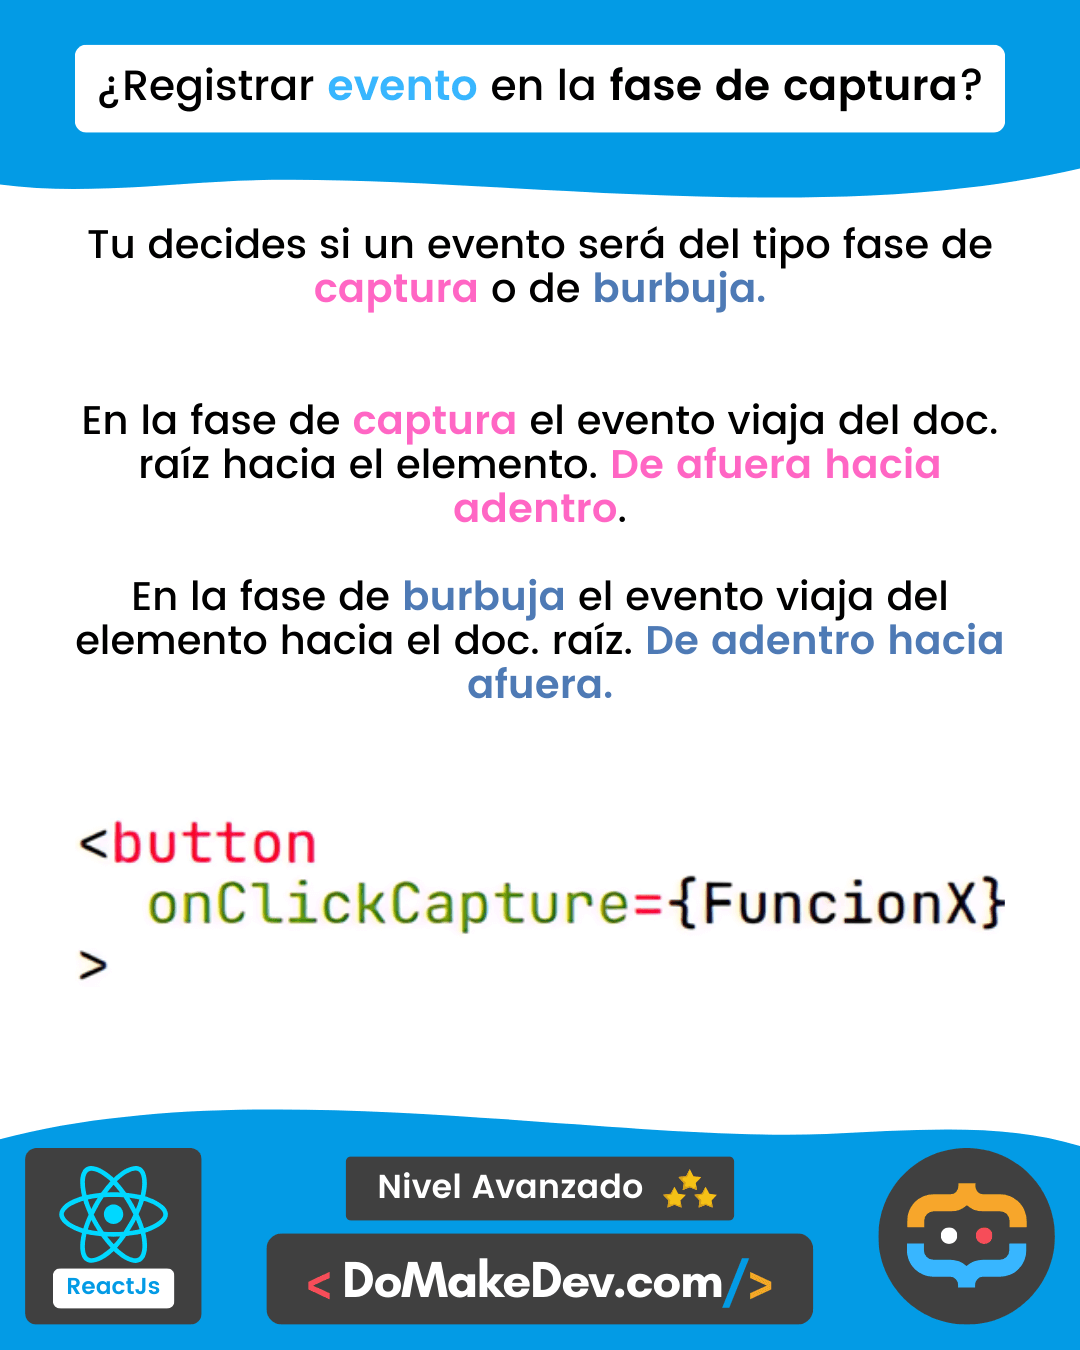 ¿Registrar evento en la fase de captura?
Tu decides si un evento será del tipo fase de
captura o de burbuja.
En la fase de captura el evento viaja del doc.
raíz hacia el elemento. De afuera hacia
adentro.
En la fase de burbuja el evento viaja del
elemento hacia el doc. raíz. De adentro hacia
afuera.
<button
onClickCapture={FuncionX}
>
Nivel Avanzado
ReactJs
< DoMakeDev.com/>